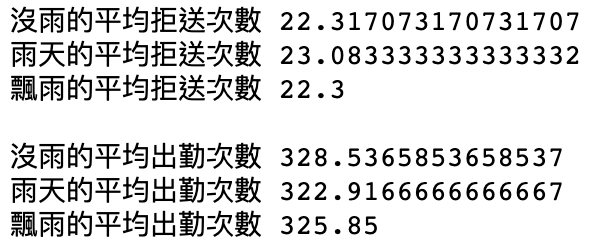 沒雨的平均拒送次數 22.317073170731707
雨天的平均拒送次數 23.083333333333332
飄雨的平均拒送次數 22.3
沒雨的平均出勤次數 328.5365853658537
雨天的平均出勤次數 322.9166666666667
飄雨的平均出勤次數 325.85